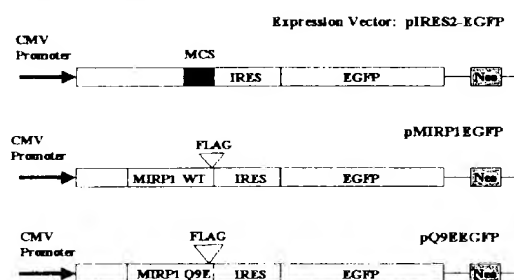 Expression Vector: pIRES2-EGFP
CMV
Promoter
MCS
IRES
EGFP
Neo
pMIRP1EGFP
CMV
Promoter
FLAG
MIRP1 WT
IRES
EGFP
Neo
pQ9EEGFP
CMV
Promoter
FLAG
MIRP1 Q9E
IRES
EGFP
Neo